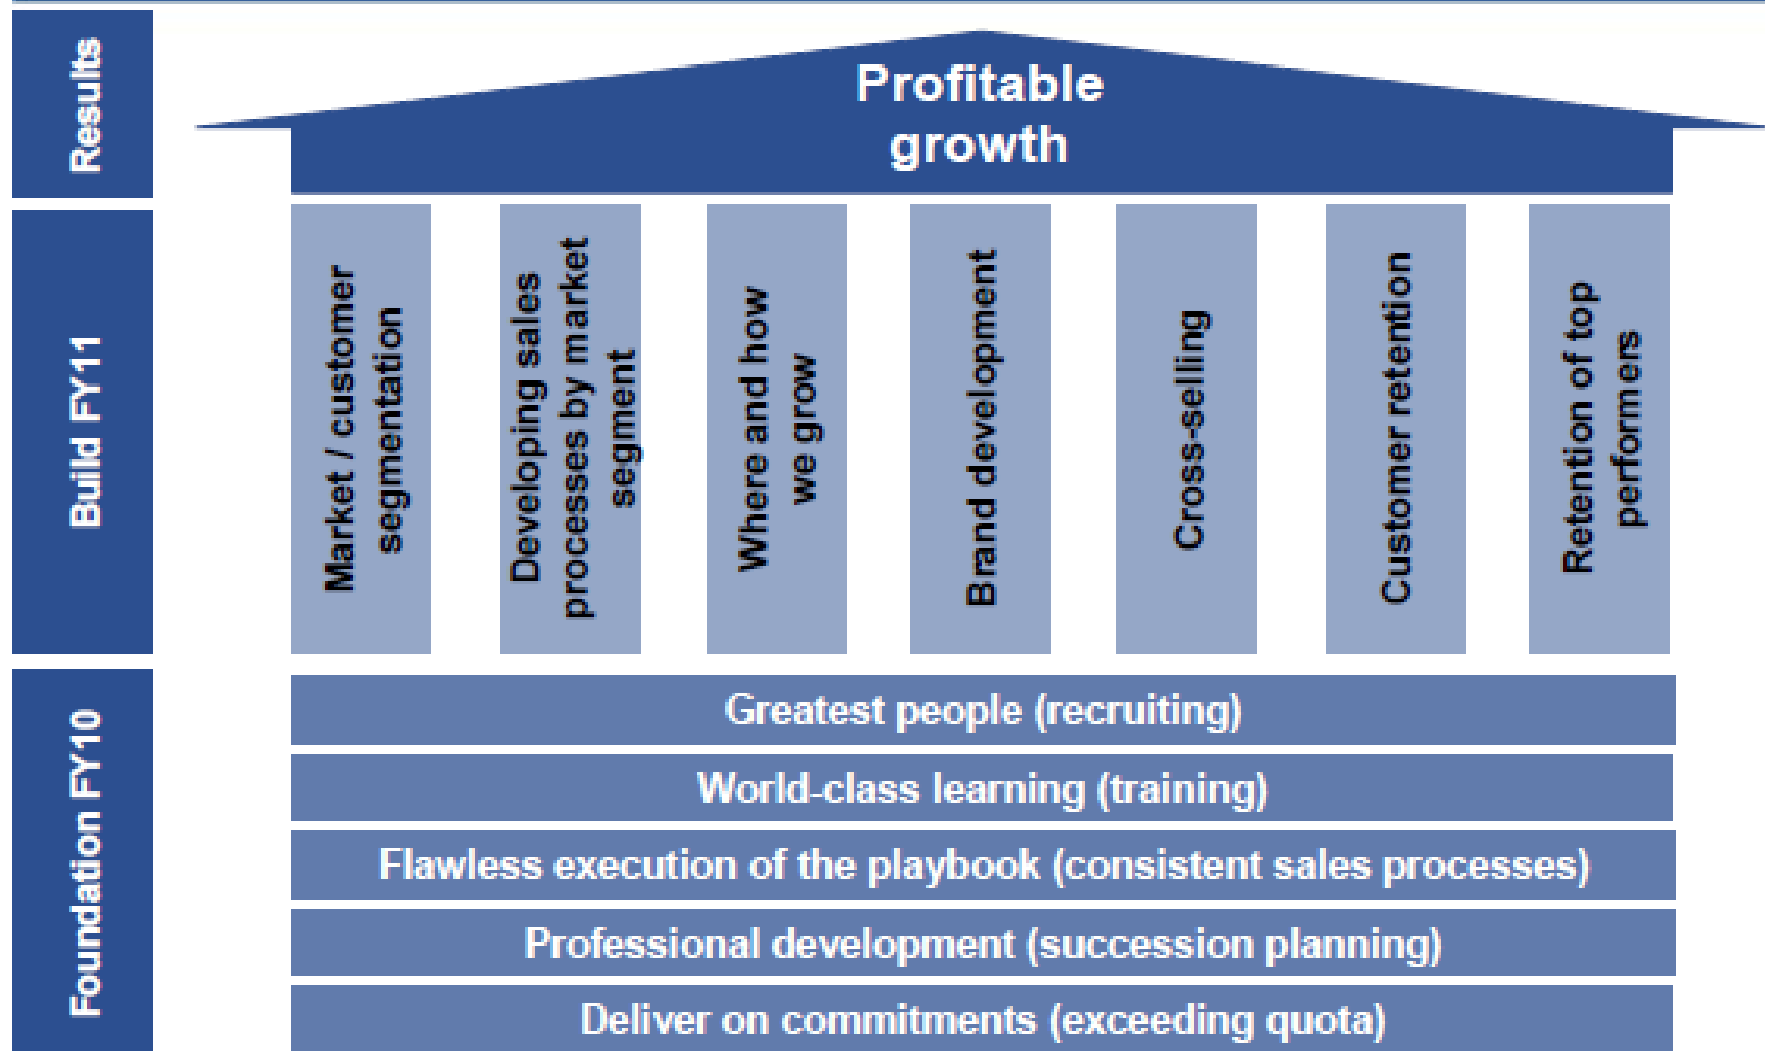 Results
Profitable
growth
Build FY11
Market / customer
segmentation
Developing sales
processes by market
segment
Where and how
we grow
Brand development
Cross-selling
Customer retention
Retention of top
performers
Foundation FY10
Greatest people (recruiting)
World-class learning (training)
Flawless execution of the playbook (consistent sales processes)
Professional development (succession planning)
Deliver on commitments (exceeding quota)